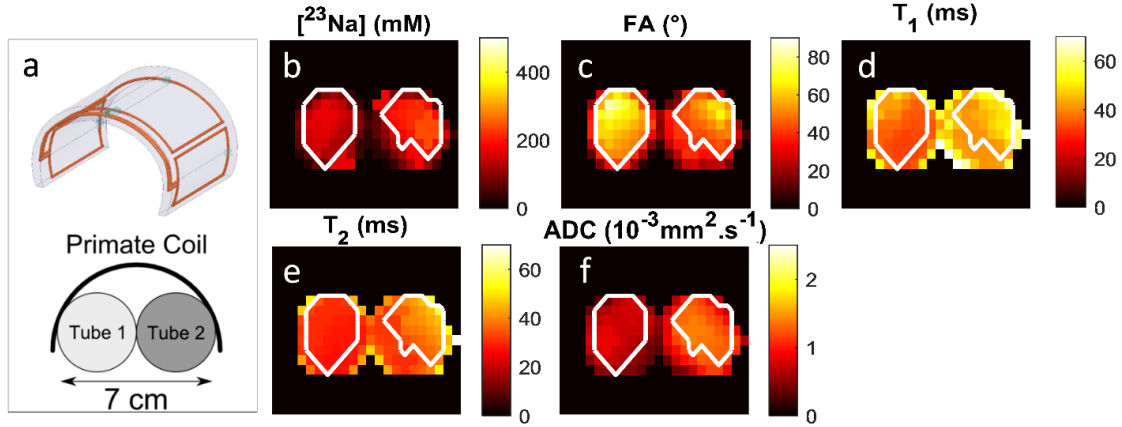 [²³Na] (mM)
FA (°)
T₁ (ms)
a
b
c
d
400
200
0
80
60
40
20
0
60
40
20
0
Primate Coil
Tube 1
Tube 2
7 cm
T₂ (ms)
ADC (10⁻³mm².s⁻¹)
e
f
60
40
20
0
2
1
0